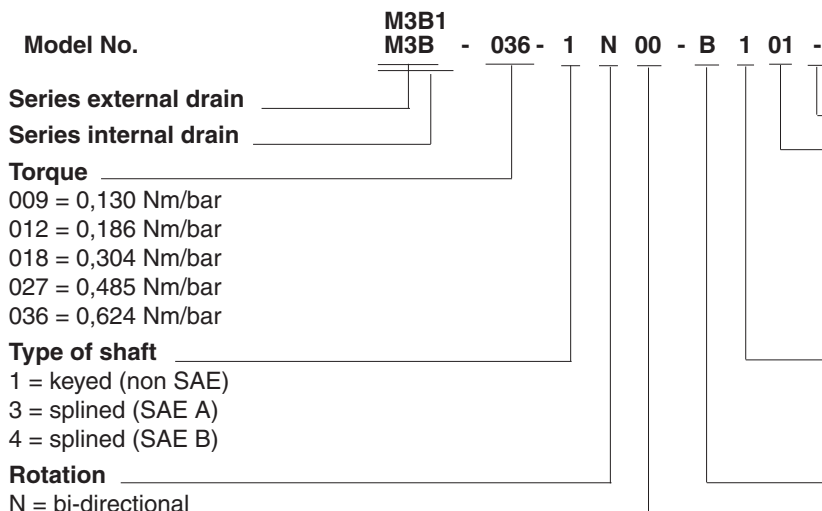 M3B1
Model No. M3B - 036 - 1 N 00 - B 1 01 -
Series external drain
Series internal drain
Torque
009 = 0,130 Nm/bar
012 = 0,186 Nm/bar
018 = 0,304 Nm/bar
027 = 0,485 Nm/bar
036 = 0,624 Nm/bar
Type of shaft
1 = keyed (non SAE)
3 = splined (SAE A)
4 = splined (SAE B)
Rotation
N = bi-directional